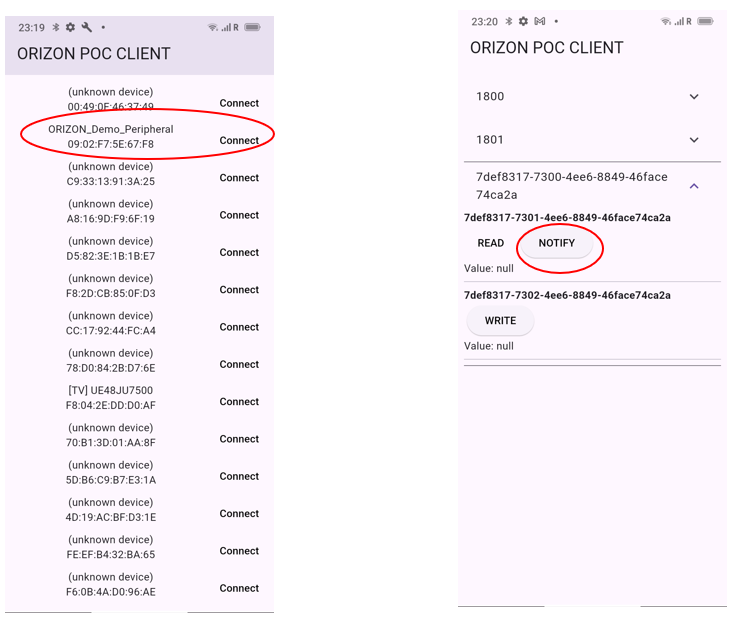 23:19
R
ORIZON POC CLIENT
(unknown device)
00:49:0F:46:37:49
Connect
ORIZON_Demo_Peripheral
09:02:F7:5E:67:F8
Connect
(unknown device)
C9:33:13:91:3A:25
Connect
(unknown device)
A8:16:9D:F9:6F:19
Connect
(unknown device)
D5:82:3E:1B:1B:E7
Connect
(unknown device)
F8:2D:CB:85:0F:D3
Connect
(unknown device)
CC:17:92:44:FC:A4
Connect
(unknown device)
78:D0:84:2B:D7:6E
Connect
[TV] UE48JU7500
F8:04:2E:DD:D0:AF
Connect
(unknown device)
70:B1:3D:01:AA:8F
Connect
(unknown device)
5D:B6:C9:B7:E3:1A
Connect
(unknown device)
4D:19:AC:BF:D3:1E
Connect
(unknown device)
FE:EF:B4:32:BA:65
Connect
(unknown device)
F6:0B:4A:D0:96:AE
Connect
23:20
R
ORIZON POC CLIENT
1800
1801
7def8317-7300-4ee6-8849-46face
74ca2a
7def8317-7301-4ee6-8849-46face74ca2a
READ NOTIFY
Value: null
7def8317-7302-4ee6-8849-46face74ca2a
WRITE
Value: null